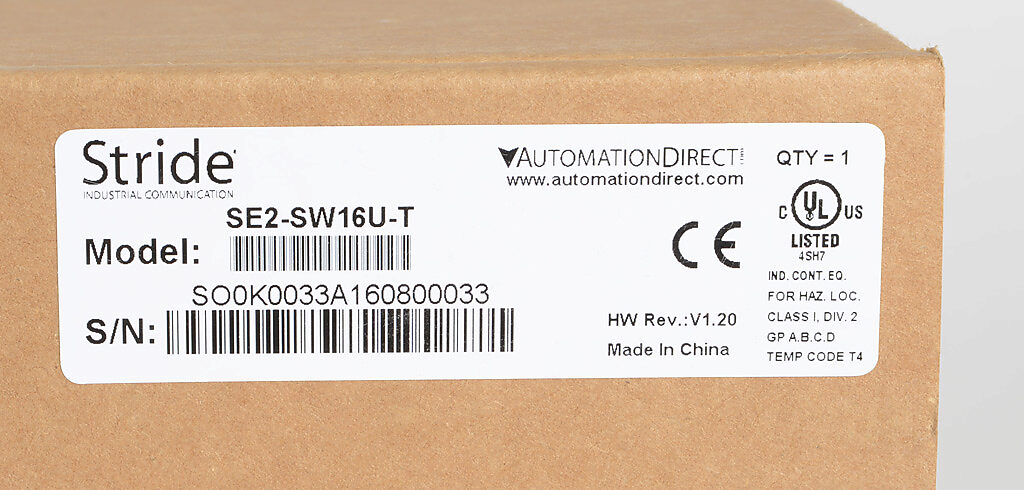 Stride
INDUSTRIAL COMMUNICATION
AUTOMATIONDIRECT
www.automationdirect.com
QTY = 1
SE2-SW16U-T
Model:
SO0K0033A160800033
S/N:
CE
HW Rev.:V1.20
Made In China
C UL US
LISTED
4SH7
IND. CONT. EQ.
FOR HAZ. LOC.
CLASS I, DIV. 2
GP A.B.C.D
TEMP CODE T4